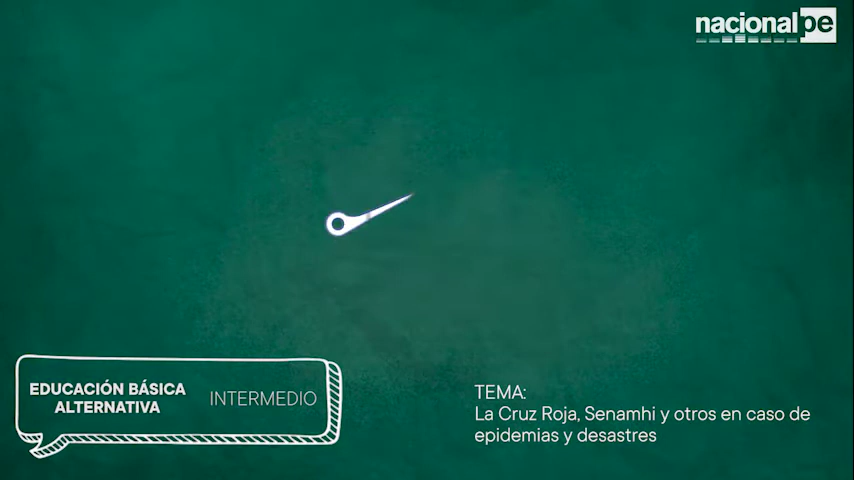 nacionalpe
EDUCACIÓN BÁSICA
ALTERNATIVA
INTERMEDIO
TEMA:
La Cruz Roja, Senamhi y otros en caso de
epidemias y desastres